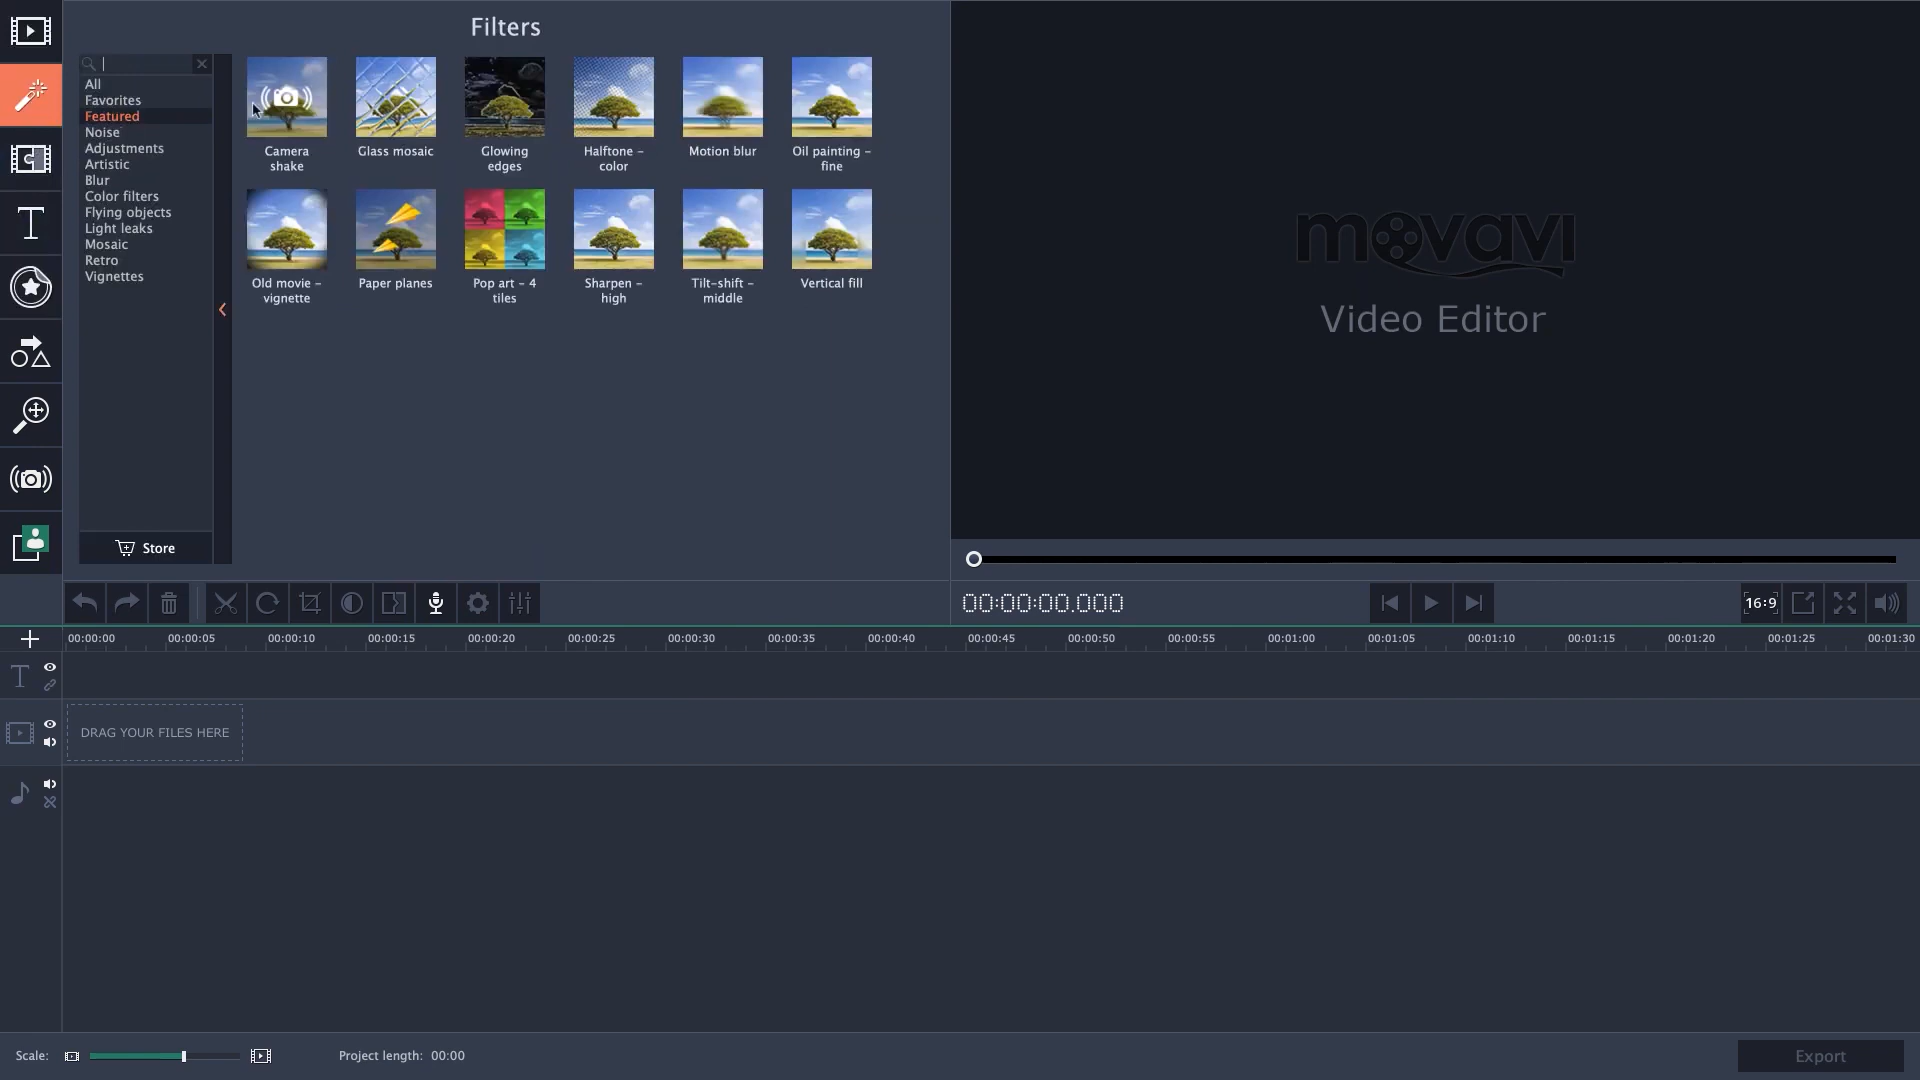 Filters
All
Favorites
Featured
Noise
Adjustments
Artistic
Blur
Color filters
Flying objects
Light leaks
Mosaic
Retro
Vignettes
Store
Camera
shake
Glass mosaic
Glowing
edges
Halftone -
color
Motion blur
Oil painting -
fine
Old movie -
vignette
Paper planes
Pop art - 4
tiles
Sharpen -
high
Tilt-shift -
middle
Vertical fill
movavi
Video Editor
00:00:00.000
16:9
00:00:00 00:00:05 00:00:10 00:00:15 00:00:20 00:00:25 00:00:30 00:00:35 00:00:40 00:00:45 00:00:50 00:00:55 00:01:00 00:01:05 00:01:10 00:01:15 00:01:20 00:01:25 00:01:30
DRAG YOUR FILES HERE
Scale:
Project length: 00:00
Export